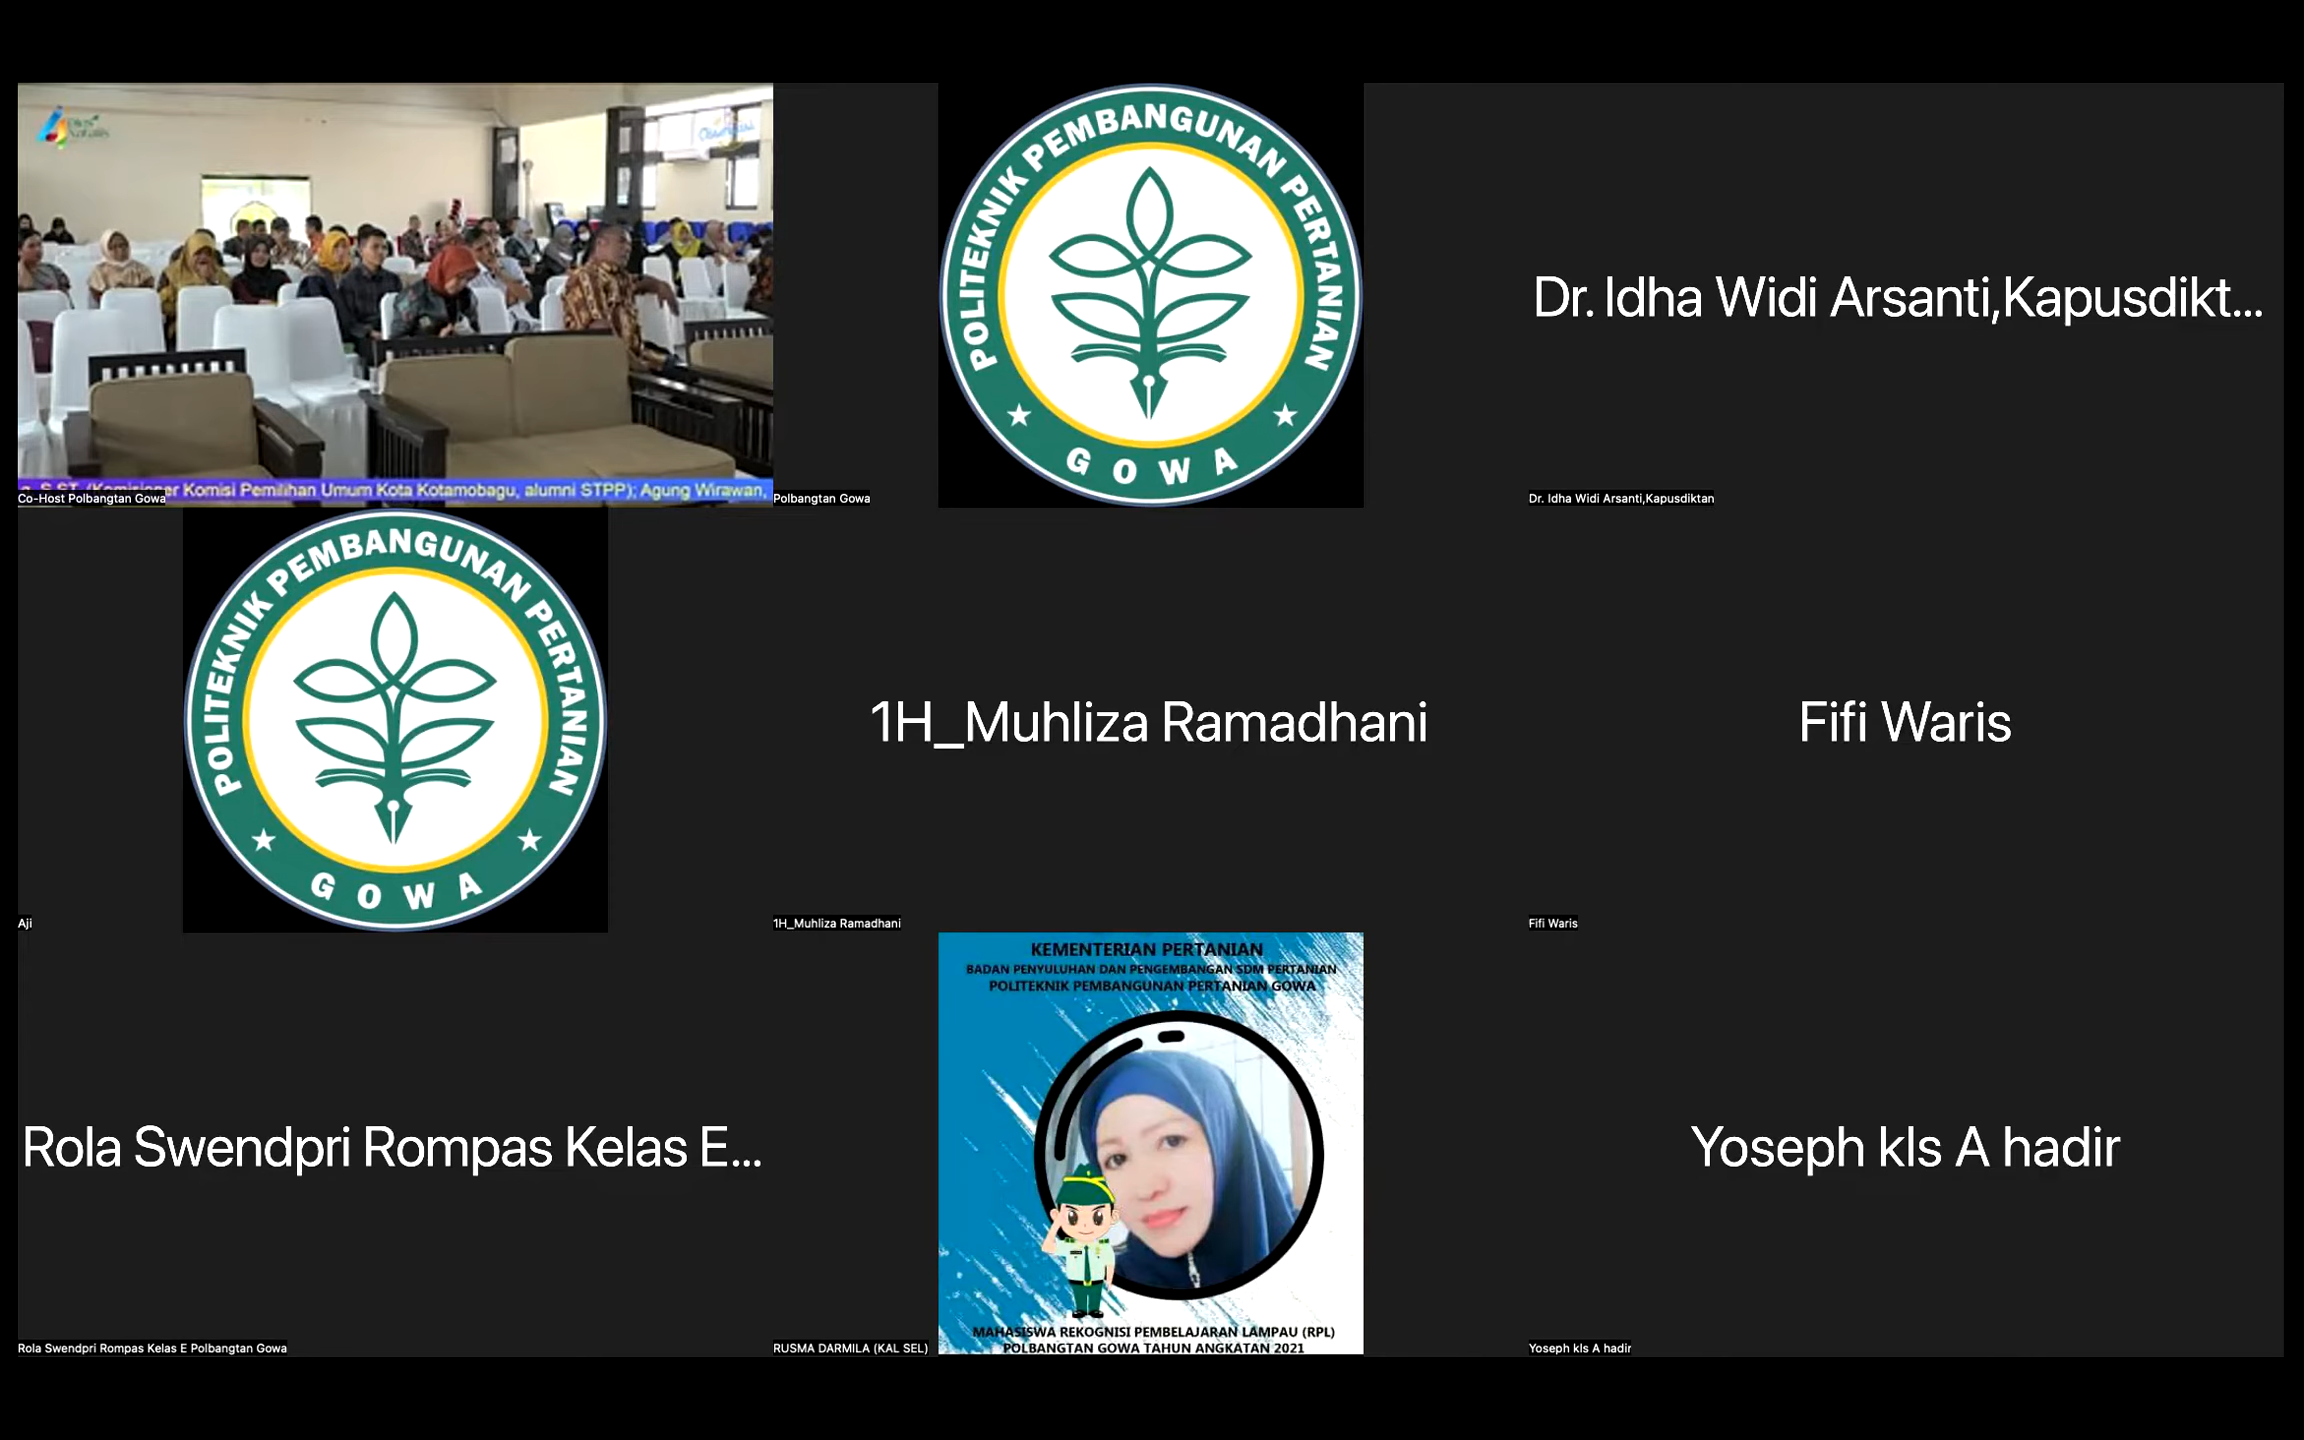 Dies
Natalis
g, S.ST. (Komisioner Komisi Pemilihan Umum Kota Kotamobagu, alumni STPP); Agung Wirawan,
Co-Host Polbangtan Gowa
POLITEKNIK PEMBANGUNAN PERTANIAN
GOWA
Polbangtan Gowa
Dr. Idha Widi Arsanti,Kapusdikt...
Dr. Idha Widi Arsanti,Kapusdiktan
POLITEKNIK PEMBANGUNAN PERTANIAN
GOWA
Aji
1H_Muhliza Ramadhani
1H_Muhliza Ramadhani
Fifi Waris
Fifi Waris
Rola Swendpri Rompas Kelas E...
Rola Swendpri Rompas Kelas E Polbangtan Gowa
KEMENTERIAN PERTANIAN
BADAN PENYULUHAN DAN PENGEMBANGAN SDM PERTANIAN
POLITEKNIK PEMBANGUNAN PERTANIAN GOWA
MAHASISWA REKOGNISI PEMBELAJARAN LAMPAU (RPL)
POLBANGTAN GOWA TAHUN ANGKATAN 2021
RUSMA DARMILA (KAL SEL)
Yoseph kls A hadir
Yoseph kls A hadir